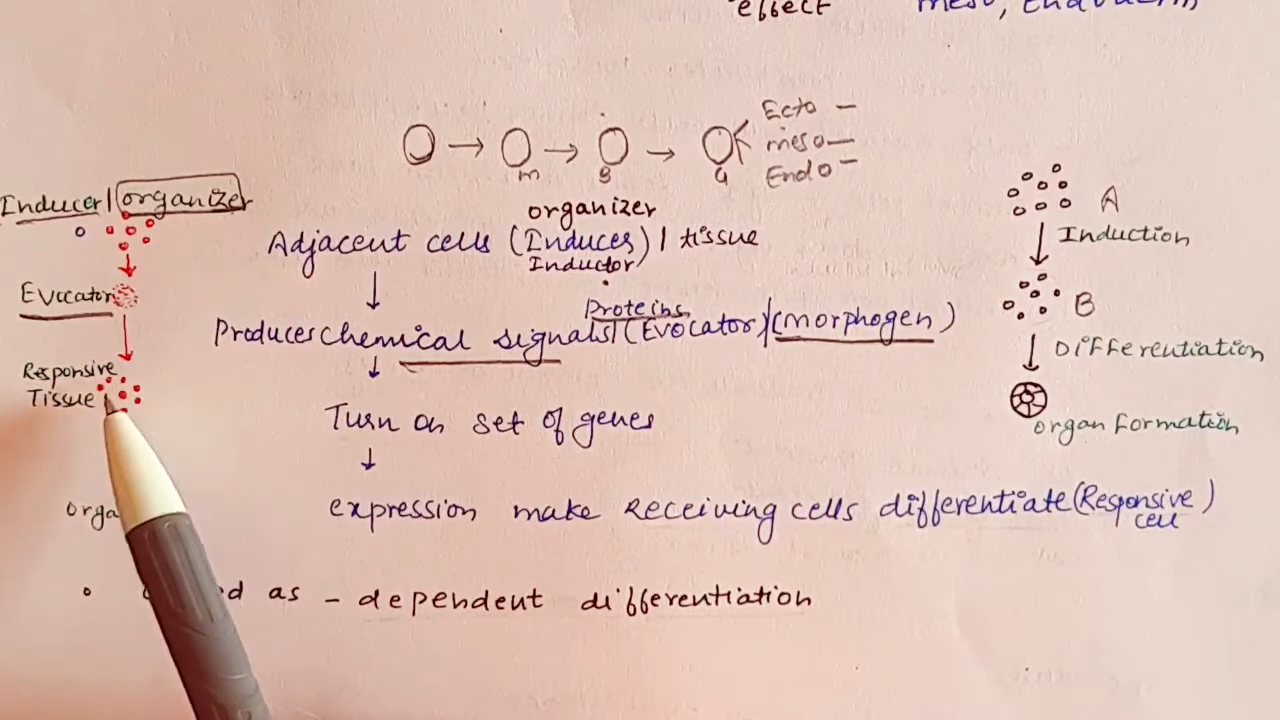 effect meso, Endoderm
Ecto –
meso –
Endo –
m B G
Inducer/organizer
Evocator
Responsive
Tissue
orga
organizer
Adjacent cells (Induces) / tissue
Inductor
Proteins
Produces chemical signals/(Evocator)/(morphogen)
Turn on set of genes
expression make receiving cells differentiate (Responsive)
cell
as – dependent differentiation
A
Induction
B
Differentiation
organ formation